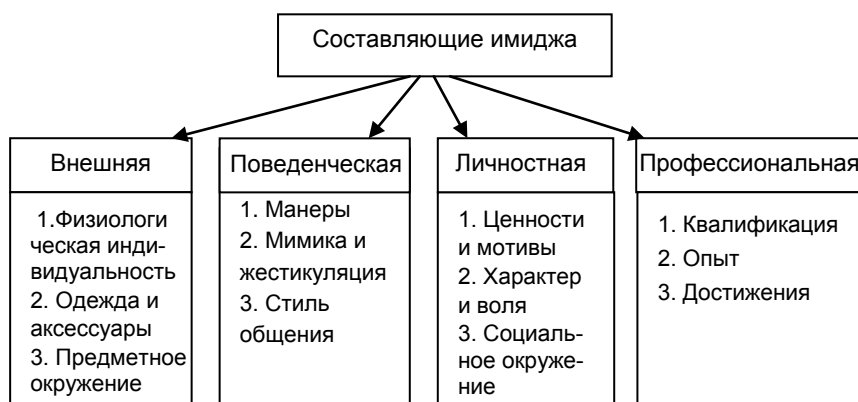 Составляющие имиджа
Внешняя
1.Физиологи
ческая инди-
видуальность
2. Одежда и
аксессуары
3. Предметное
окружение
Поведенческая
1. Манеры
2. Мимика и
жестикуляция
3. Стиль
общения
Личностная
1. Ценности
и мотивы
2. Характер
и воля
3. Социаль-
ное окруже-
ние
Профессиональная
1. Квалификация
2. Опыт
3. Достижения